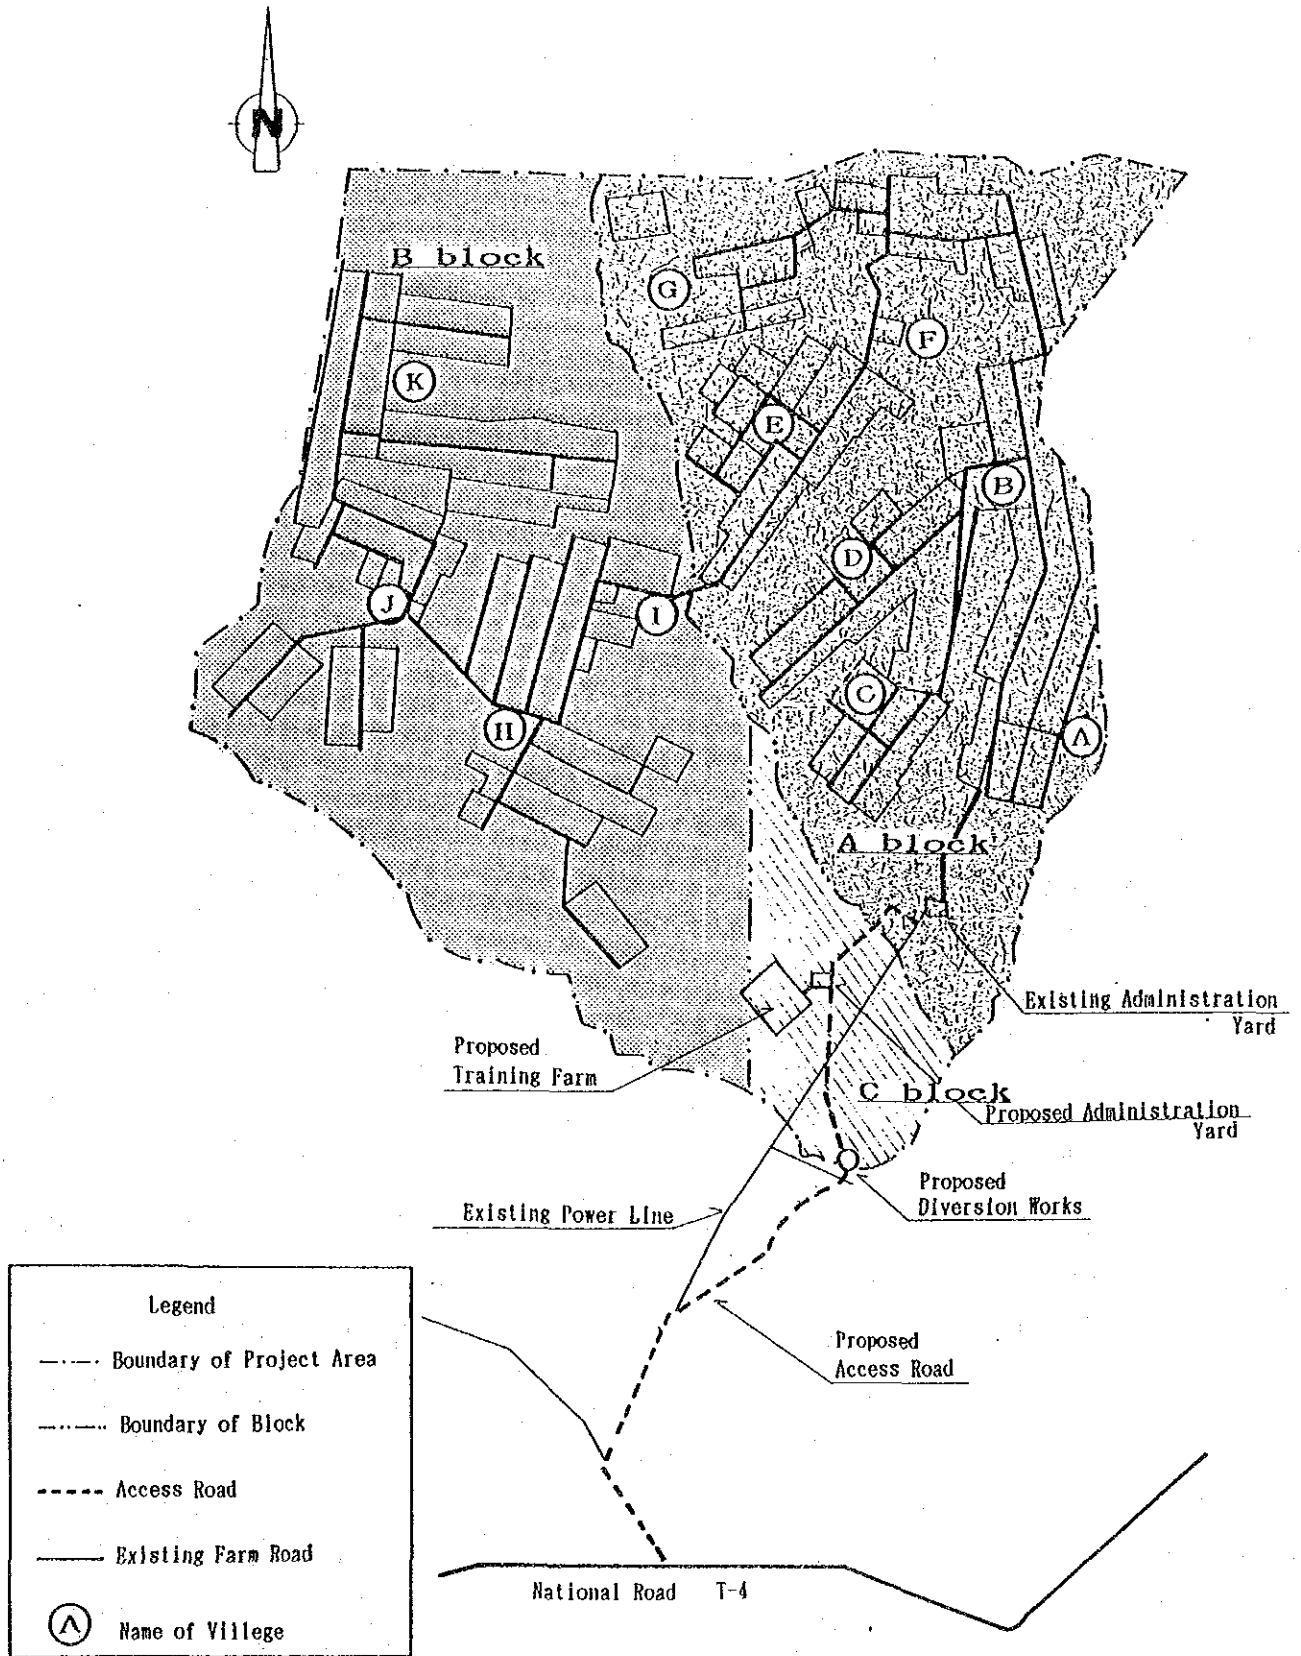 N
B block
G
F
K
E
B
D
J
I
C
H
A
A block
Existing Administration
Yard
Proposed
Training Farm
C block
Proposed Administration
Yard
Proposed
Diversion Works
Existing Power Line
Legend
Boundary of Project Area
Proposed
Access Road
Boundary of Block
Access Road
Existing Farm Road
National Road T-4
A Name of Villege